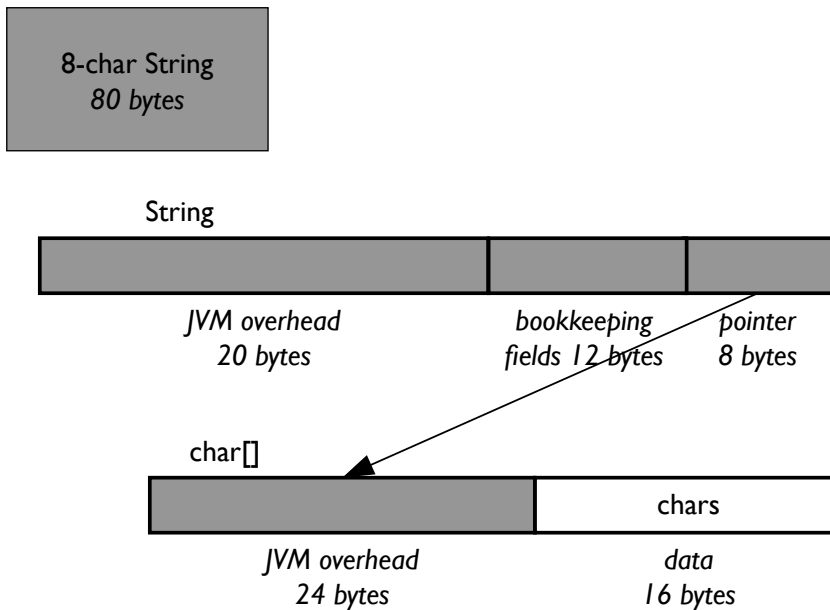 8-char String
80 bytes
String
JVM overhead
20 bytes
bookkeeping
fields 12 bytes
pointer
8 bytes
char[]
chars
JVM overhead
24 bytes
data
16 bytes